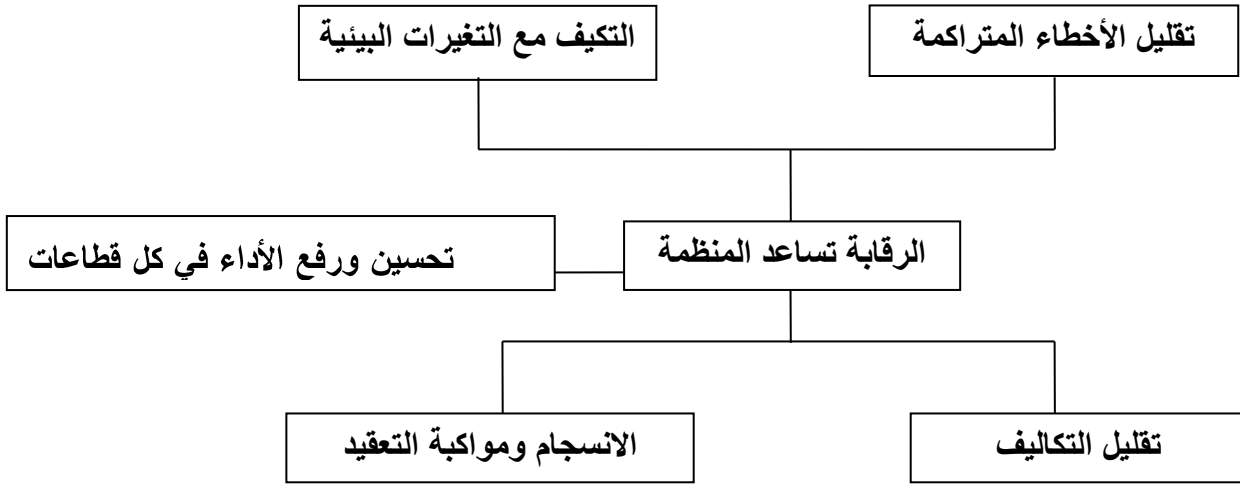 تقليل الأخطاء المتراكمة
التكيف مع التغيرات البيئية
الرقابة تساعد المنظمة
تحسين ورفع الأداء في كل قطاعات
تقليل التكاليف
الانسجام ومواكبة التعقيد